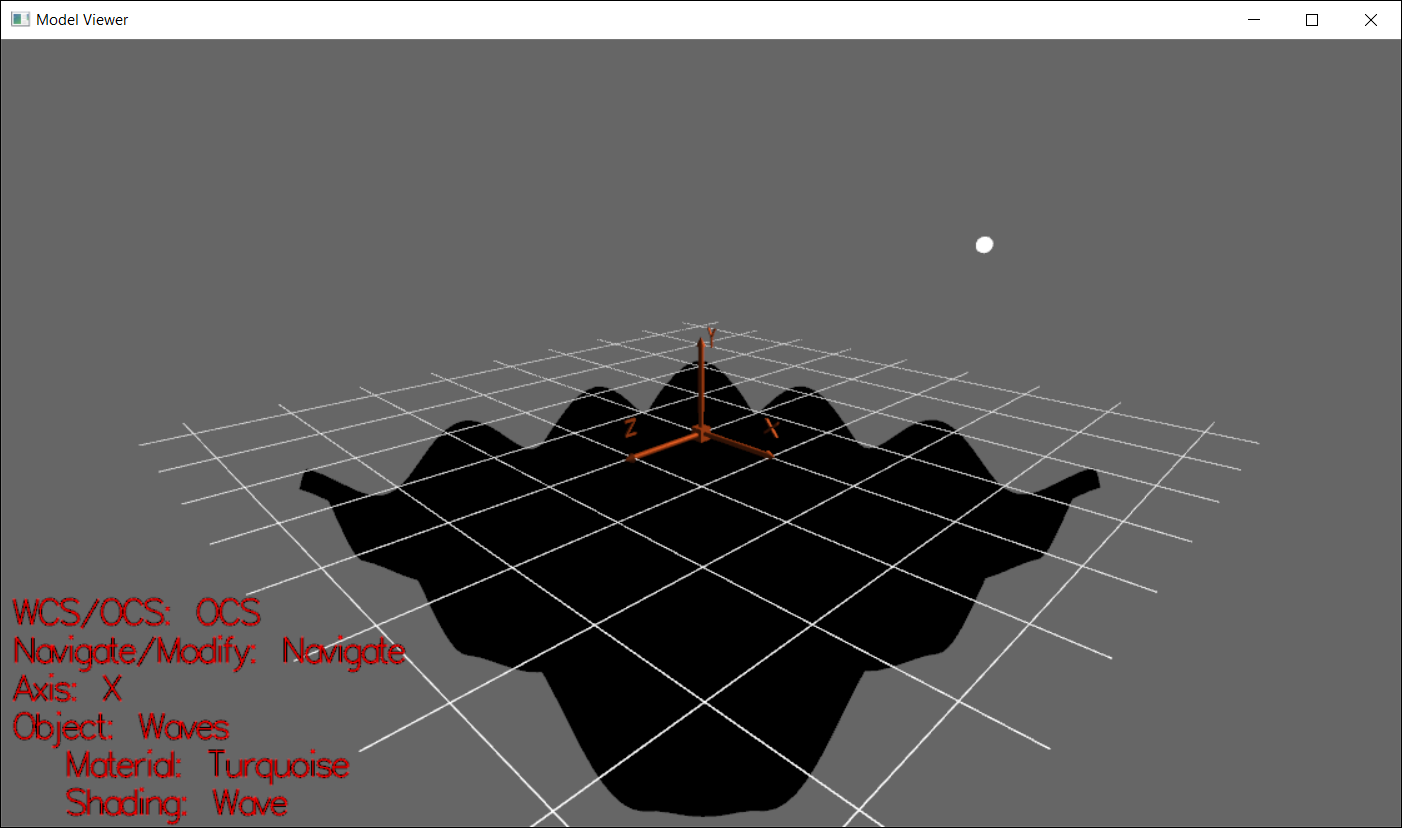 Model Viewer
Y
Z X
WCS/OCS: OCS
Navigate/Modify: Navigate
Axis: X
Object: Waves
Material: Turquoise
Shading: Wave